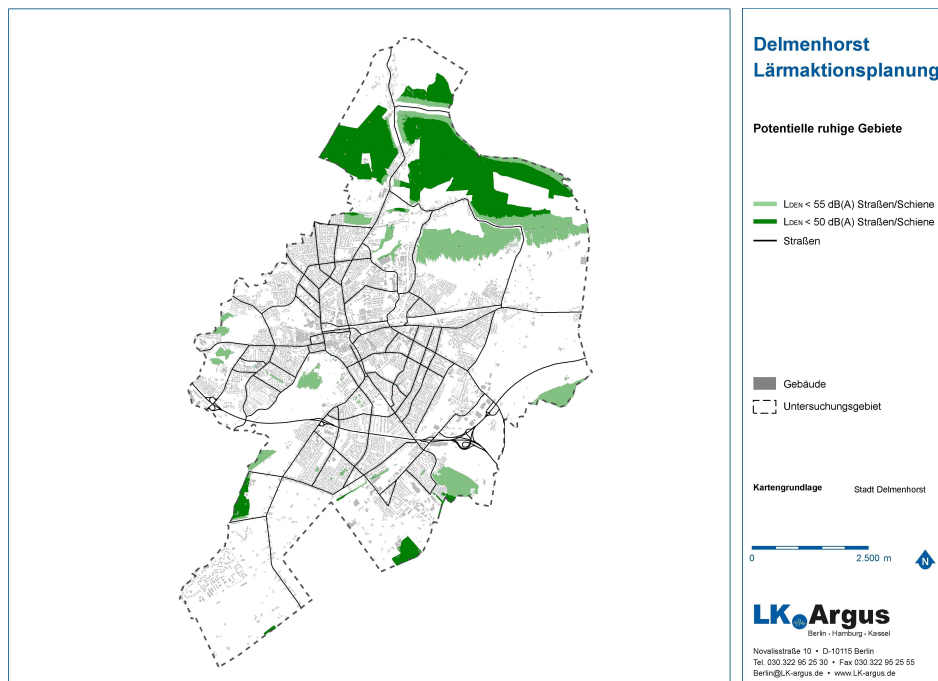 Delmenhorst
Lärmaktionsplanung
Potentielle ruhige Gebiete
LDEN < 55 dB(A) Straßen/Schiene
LDEN < 50 dB(A) Straßen/Schiene
Straßen
Gebäude
Untersuchungsgebiet
Kartengrundlage Stadt Delmenhorst
0 2.500 m
N
LK Argus
Berlin • Hamburg • Kassel
Novalisstraße 10 • D-10115 Berlin
Tel. 030.322 95 25 30 • Fax 030.322 95 25 55
Berlin@LK-argus.de • www.LK-argus.de